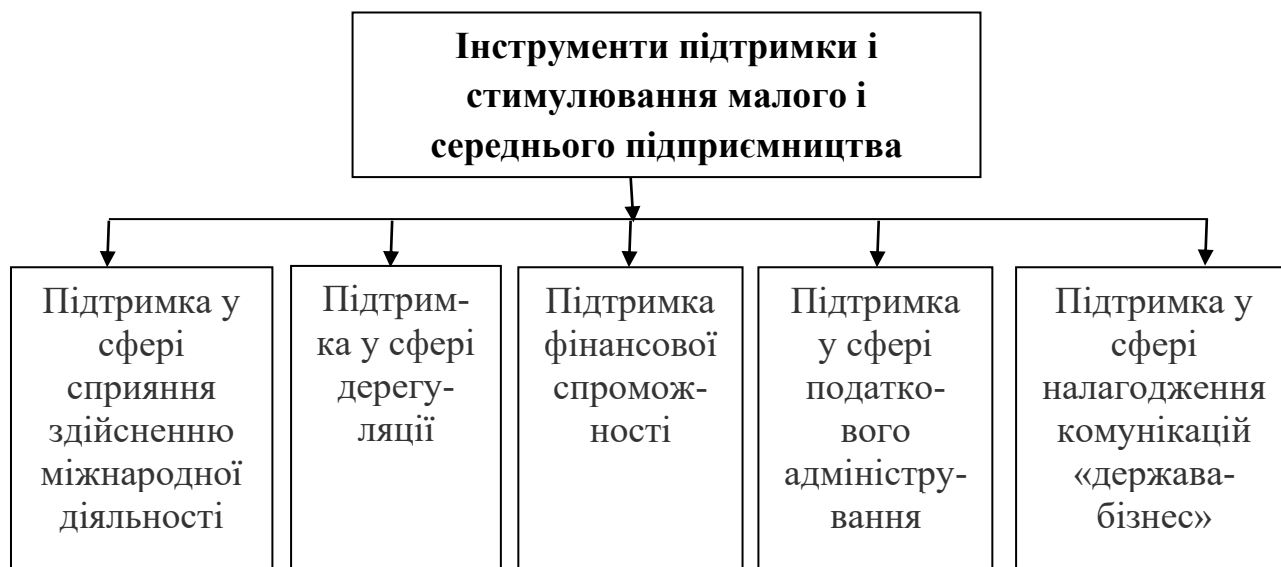 Інструменти підтримки і
стимулювання малого і
середнього підприємництва
Підтримка у
сфері
сприяння
здійсненню
міжнародної
діяльності
Підтрим-
ка у сфері
дерегу-
ляції
Підтримка
фінансової
спромож-
ності
Підтримка
у сфері
податко-
вого
адміністру-
вання
Підтримка у
сфері
налагодження
комунікацій
«держава-
бізнес»